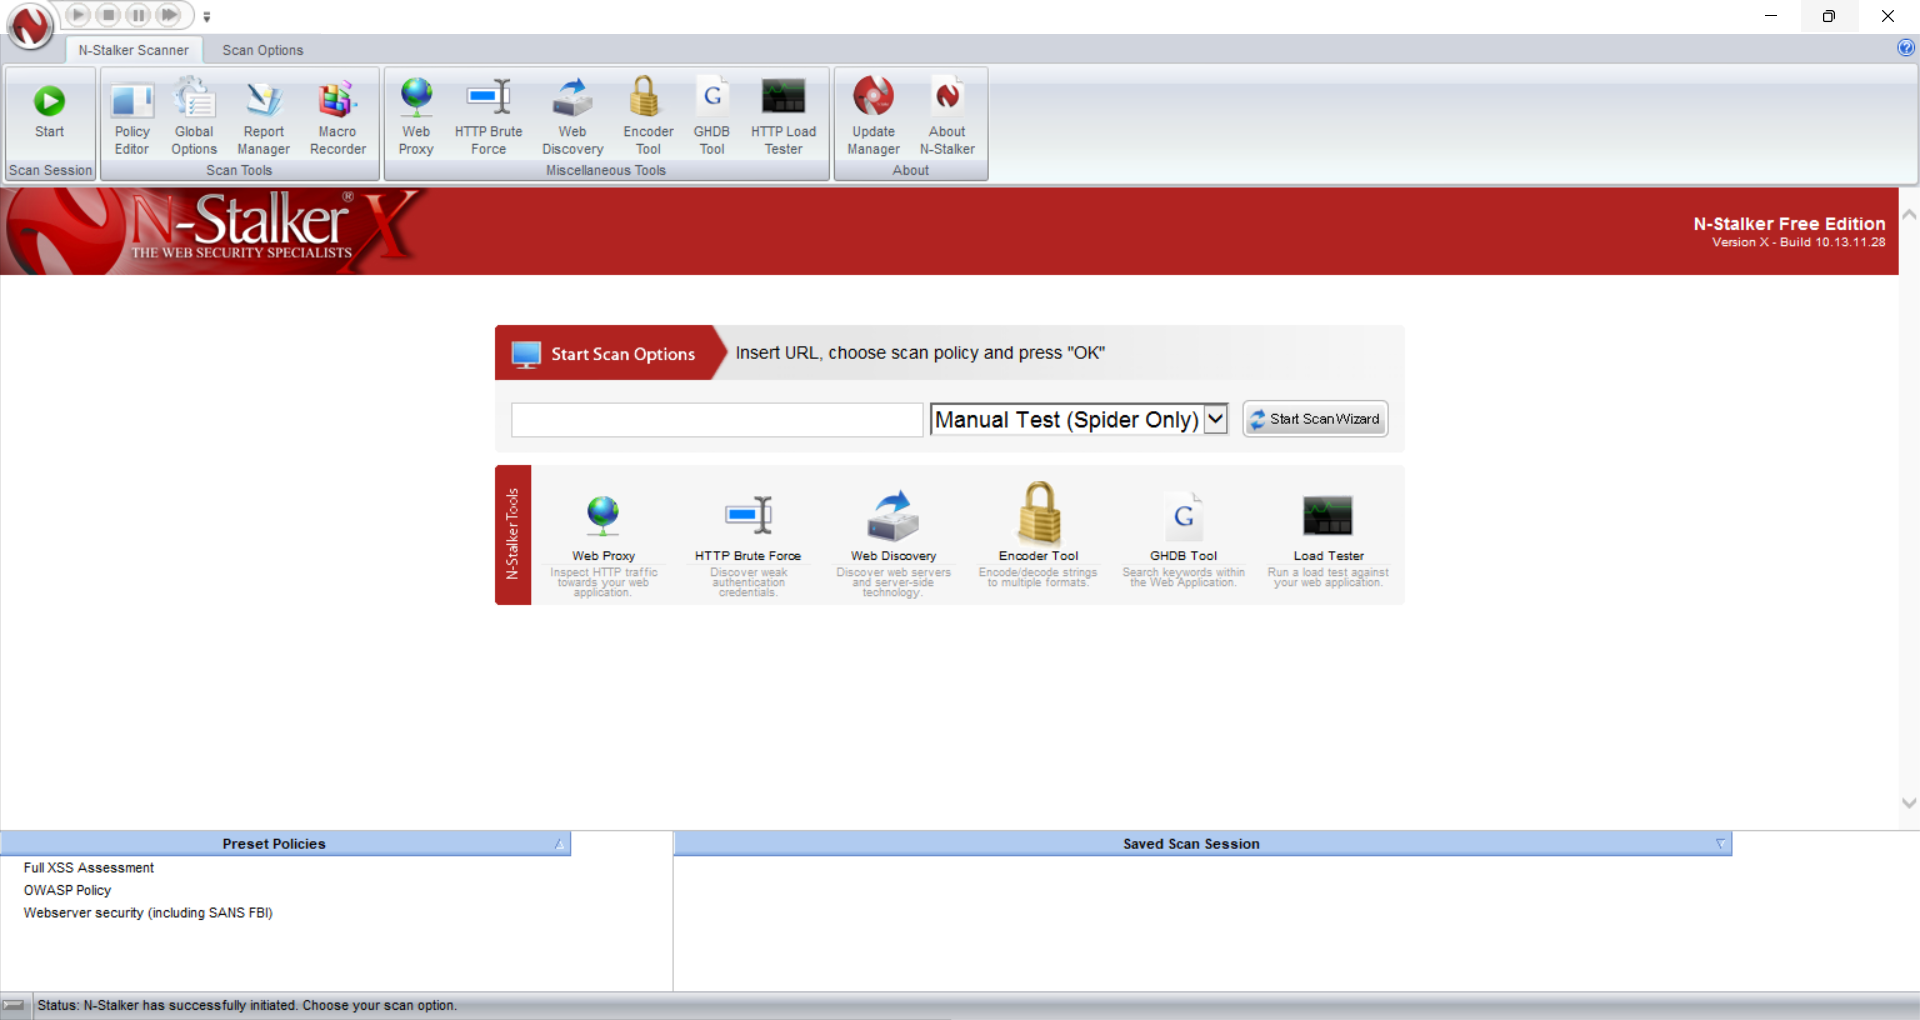 N-Stalker Scanner
Scan Options
Start
Scan Session
Policy
Editor
Global
Options
Report
Manager
Macro
Recorder
Scan Tools
Web
Proxy
HTTP Brute
Force
Web
Discovery
Encoder
Tool
G
GHDB
Tool
HTTP Load
Tester
Miscellaneous Tools
Update
Manager
About
N-Stalker
About
N-Stalker® X
THE WEB SECURITY SPECIALISTS
N-Stalker Free Edition
Version X - Build 10.13.11.28
Start Scan Options
Insert URL, choose scan policy and press "OK"
Manual Test (Spider Only)
Start Scan Wizard
N-Stalker Tools
Web Proxy
Inspect HTTP traffic
towards your web
application.
HTTP Brute Force
Discover weak
authentication
credentials.
Web Discovery
Discover web servers
and server-side
technology.
Encoder Tool
Encode/decode strings
to multiple formats.
G
GHDB Tool
Search keywords within
the Web Application.
Load Tester
Run a load test against
your web application.
Preset Policies
Full XSS Assessment
OWASP Policy
Webserver security (including SANS FBI)
Saved Scan Session
Status: N-Stalker has successfully initiated. Choose your scan option.